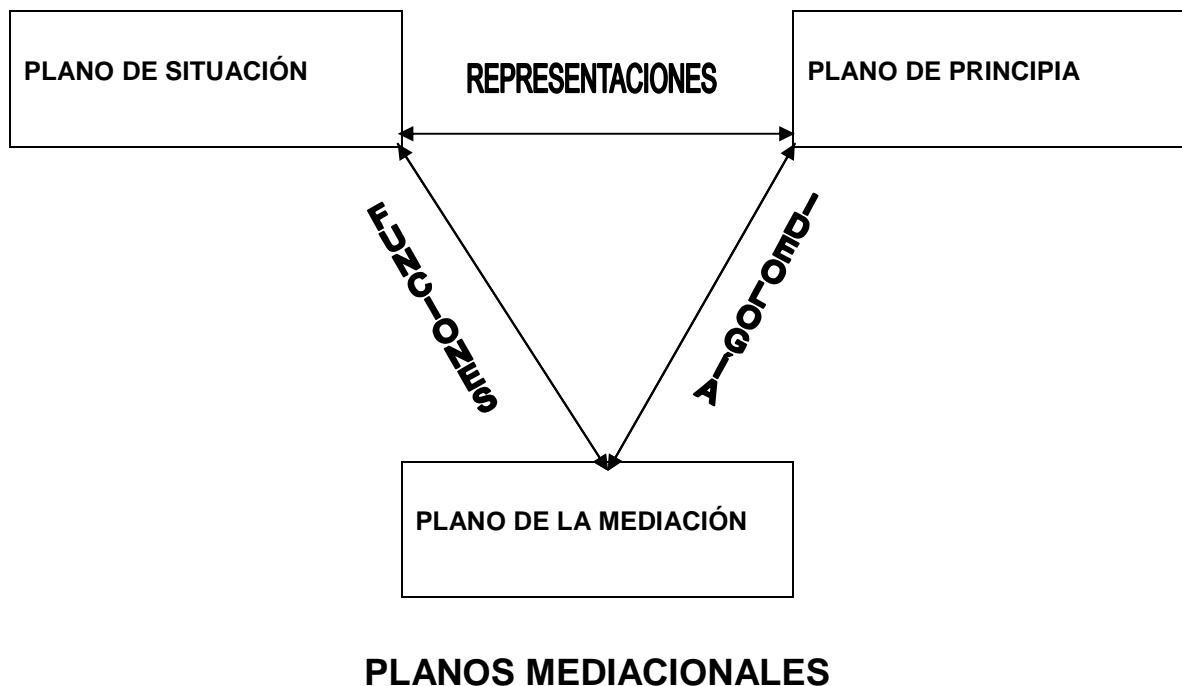 PLANO DE SITUACIÓN
REPRESENTACIONES
PLANO DE PRINCIPIA
FUNCIONES
IDEOLOGÍA
PLANO DE LA MEDIACIÓN
PLANOS MEDIACIONALES